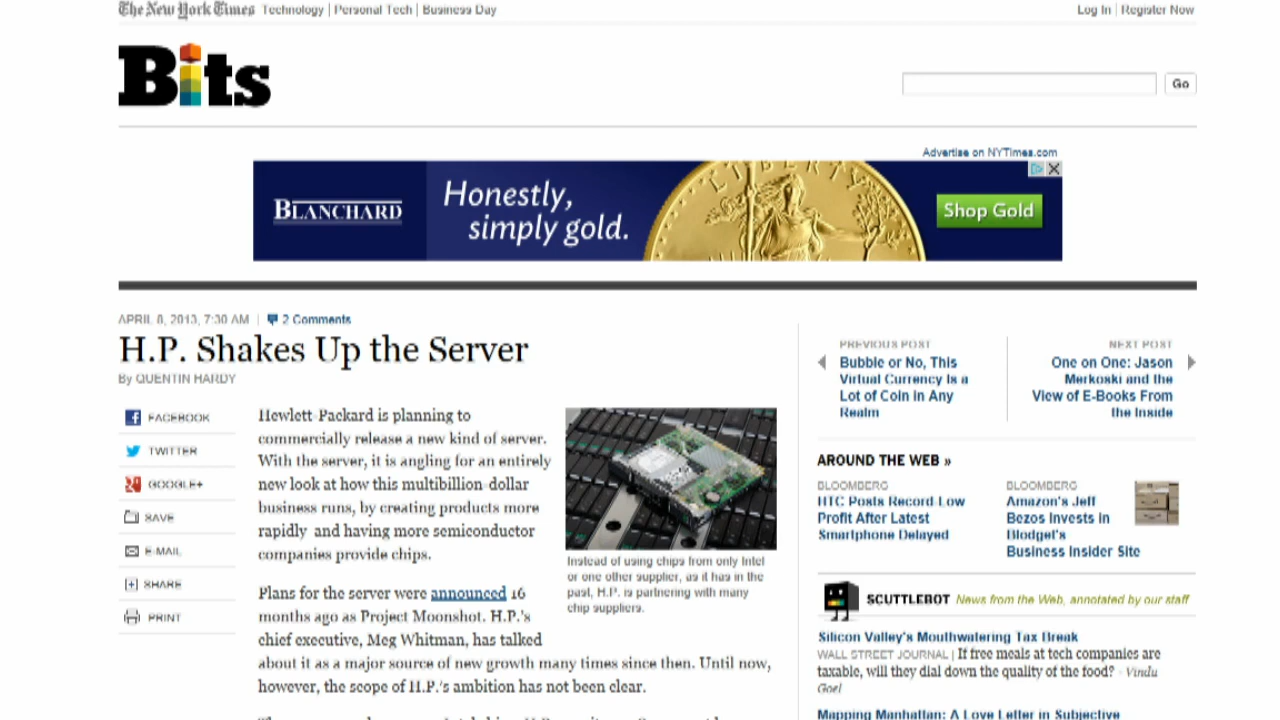 The New York Times Technology | Personal Tech | Business Day
Log In | Register Now
Bits
Go
Advertise on NYTimes.com
BLANCHARD
Honestly,
simply gold.
LIBERTY
Shop Gold
APRIL 8, 2013, 7:30 AM | 2 Comments
H.P. Shakes Up the Server
By QUENTIN HARDY
FACEBOOK
TWITTER
GOOGLE+
SAVE
E-MAIL
SHARE
PRINT
Hewlett-Packard is planning to
commercially release a new kind of server.
With the server, it is angling for an entirely
new look at how this multibillion-dollar
business runs, by creating products more
rapidly and having more semiconductor
companies provide chips.
Instead of using chips from only Intel
or one other supplier, as it has in the
past, H.P. is partnering with many
chip suppliers.
Plans for the server were announced 16
months ago as Project Moonshot. H.P.'s
chief executive, Meg Whitman, has talked
about it as a major source of new growth many times since then. Until now,
however, the scope of H.P.'s ambition has not been clear.
PREVIOUS POST
Bubble or No, This
Virtual Currency Is a
Lot of Coin in Any
Realm
NEXT POST
One on One: Jason
Merkoski and the
View of E-Books From
the Inside
AROUND THE WEB »
BLOOMBERG
HTC Posts Record-Low
Profit After Latest
Smartphone Delayed
BLOOMBERG
Amazon's Jeff
Bezos Invests in
Blodget's
Business Insider Site
SCUTTLEBOT News from the Web, annotated by our staff
Silicon Valley's Mouthwatering Tax Break
WALL STREET JOURNAL | If free meals at tech companies are
taxable, will they dial down the quality of the food? - Vindu
Goel
Mapping Manhattan: A Love Letter in Subjective